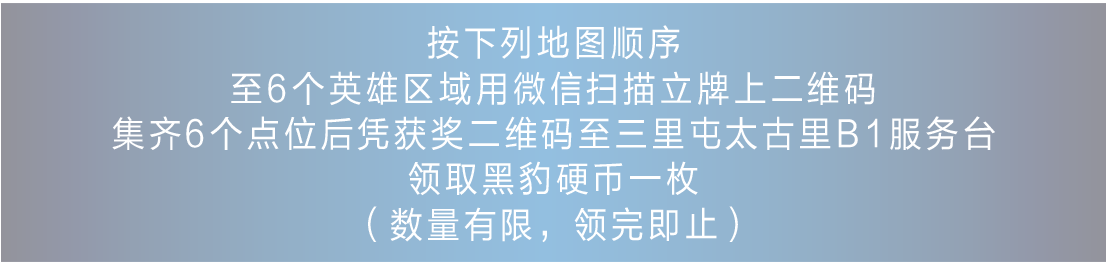 按下列地图顺序
至6个英雄区域用微信扫描立牌上二维码
集齐6个点位后凭获奖二维码至三里屯太古里B1服务台
领取黑豹硬币一枚
（数量有限，领完即止）